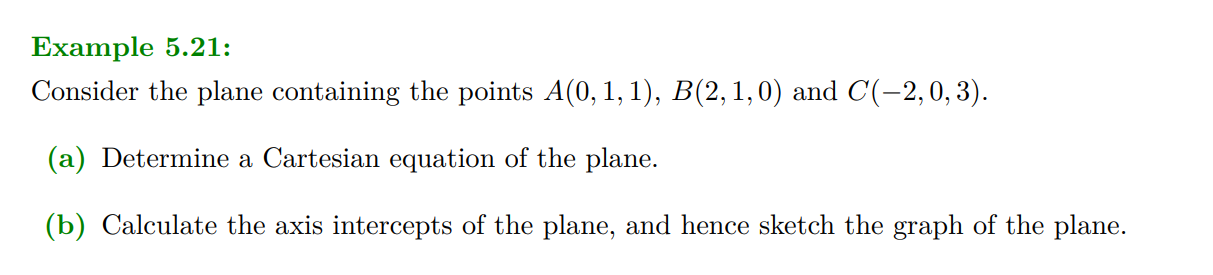 Example 5.21:
Consider the plane containing the points A(0, 1, 1), B(2, 1, 0) and C(−2, 0, 3).
(a) Determine a Cartesian equation of the plane.
(b) Calculate the axis intercepts of the plane, and hence sketch the graph of the plane.